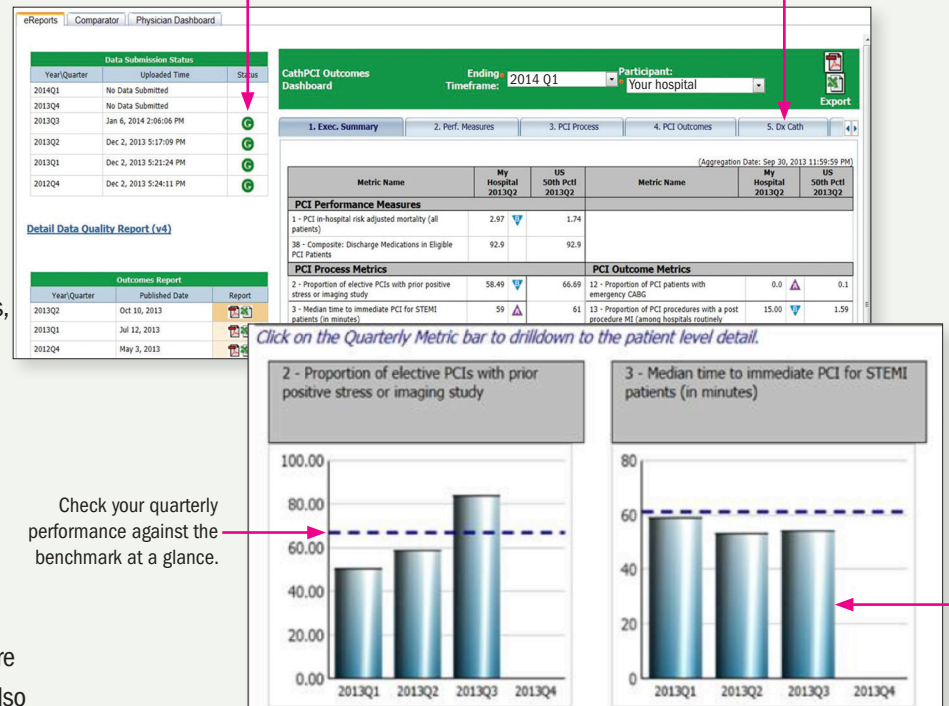 eReports Comparator Physician Dashboard
Data Submission Status
Year\Quarter Uploaded Time Status
2014Q1 No Data Submitted
2013Q4 No Data Submitted
2013Q3 Jan 6, 2014 2:06:06 PM G
2013Q2 Dec 2, 2013 5:17:09 PM G
2013Q1 Dec 2, 2013 5:21:24 PM G
2012Q4 Dec 2, 2013 5:24:11 PM G
Detail Data Quality Report (v4)
Outcomes Report
Year\Quarter Published Date Report
2013Q2 Oct 10, 2013
2013Q1 Jul 12, 2013
2012Q4 May 3, 2013
CathPCI Outcomes
Dashboard
Ending
Timeframe:
2014 Q1
Participant:
Your hospital
Export
1. Exec. Summary 2. Perf. Measures 3. PCI Process 4. PCI Outcomes 5. Dx Cath
(Aggregation Date: Sep 30, 2013 11:59:59 PM)
Metric Name
My
Hospital
2013Q2
US
50th Pctl
2013Q2
Metric Name
My
Hospital
2013Q2
US
50th Pctl
2013Q2
PCI Performance Measures
1 - PCI in-hospital risk adjusted mortality (all
patients)
2.97 1.74
38 - Composite: Discharge Medications in Eligible
PCI Patients
92.9 92.9
PCI Process Metrics
PCI Outcome Metrics
2 - Proportion of elective PCIs with prior positive
stress or imaging study
58.49 66.69
12 - Proportion of PCI patients with
emergency CABG
0.0 0.1
3 - Median time to immediate PCI for STEMI
patients (in minutes)
59 61
13 - Proportion of PCI procedures with a post
procedure MI (among hospitals routinely
15.00 1.59
s,
Click on the Quarterly Metric bar to drilldown to the patient level detail.
2 - Proportion of elective PCIs with prior
positive stress or imaging study
100.00
80.00
60.00
40.00
20.00
0.00
2013Q1 2013Q2 2013Q3 2013Q4
3 - Median time to immediate PCI for STEMI
patients (in minutes)
80
60
40
20
0
2013Q1 2013Q2 2013Q3 2013Q4
Check your quarterly
performance against the
benchmark at a glance.
re
lso